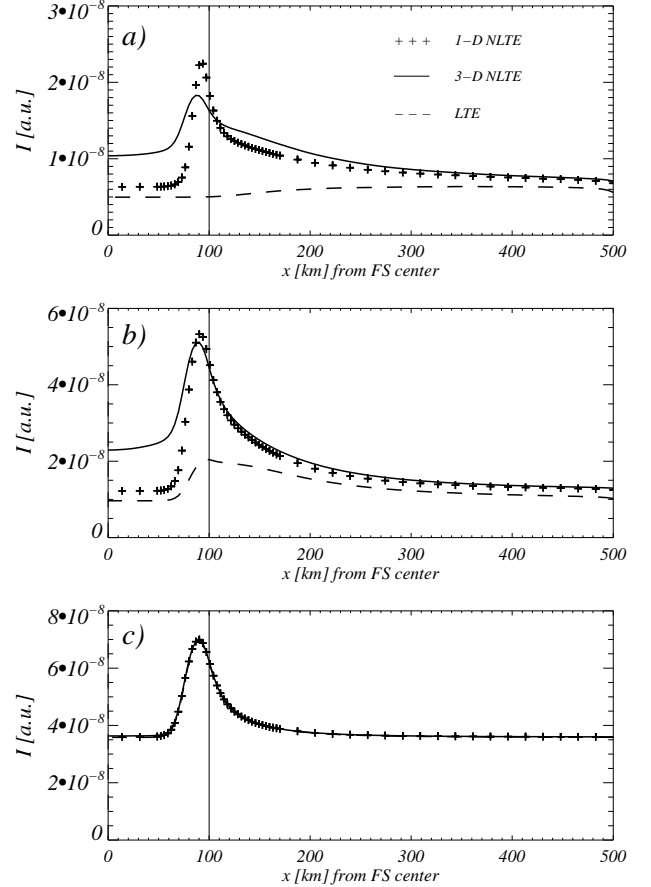 a)
+ + + 1-D NLTE
3-D NLTE
LTE
3•10⁻⁸
2•10⁻⁸
1•10⁻⁸
0
I [a.u.]
0 100 200 300 400 500
x [km] from FS center
b)
6•10⁻⁸
4•10⁻⁸
2•10⁻⁸
0
I [a.u.]
0 100 200 300 400 500
x [km] from FS center
c)
8•10⁻⁸
6•10⁻⁸
4•10⁻⁸
2•10⁻⁸
0
I [a.u.]
0 100 200 300 400 500
x [km] from FS center